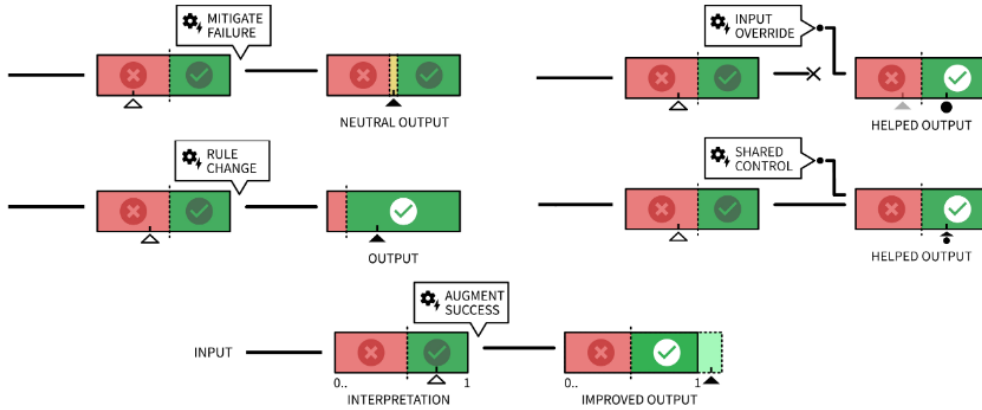 MITIGATE
FAILURE
NEUTRAL OUTPUT
INPUT
OVERRIDE
HELPED OUTPUT
RULE
CHANGE
OUTPUT
SHARED
CONTROL
HELPED OUTPUT
AUGMENT
SUCCESS
INPUT
0.. 1
INTERPRETATION
0.. 1
IMPROVED OUTPUT